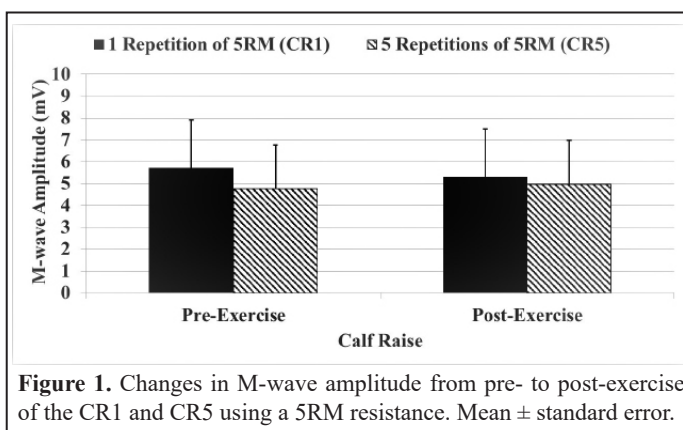 ■ 1 Repetition of 5RM (CR1) ▧ 5 Repetitions of 5RM (CR5)
10
9
8
7
6
5
4
3
2
1
0
M-wave Amplitude (mV)
Pre-Exercise Post-Exercise
Calf Raise
Figure 1. Changes in M-wave amplitude from pre- to post-exercise
of the CR1 and CR5 using a 5RM resistance. Mean ± standard error.